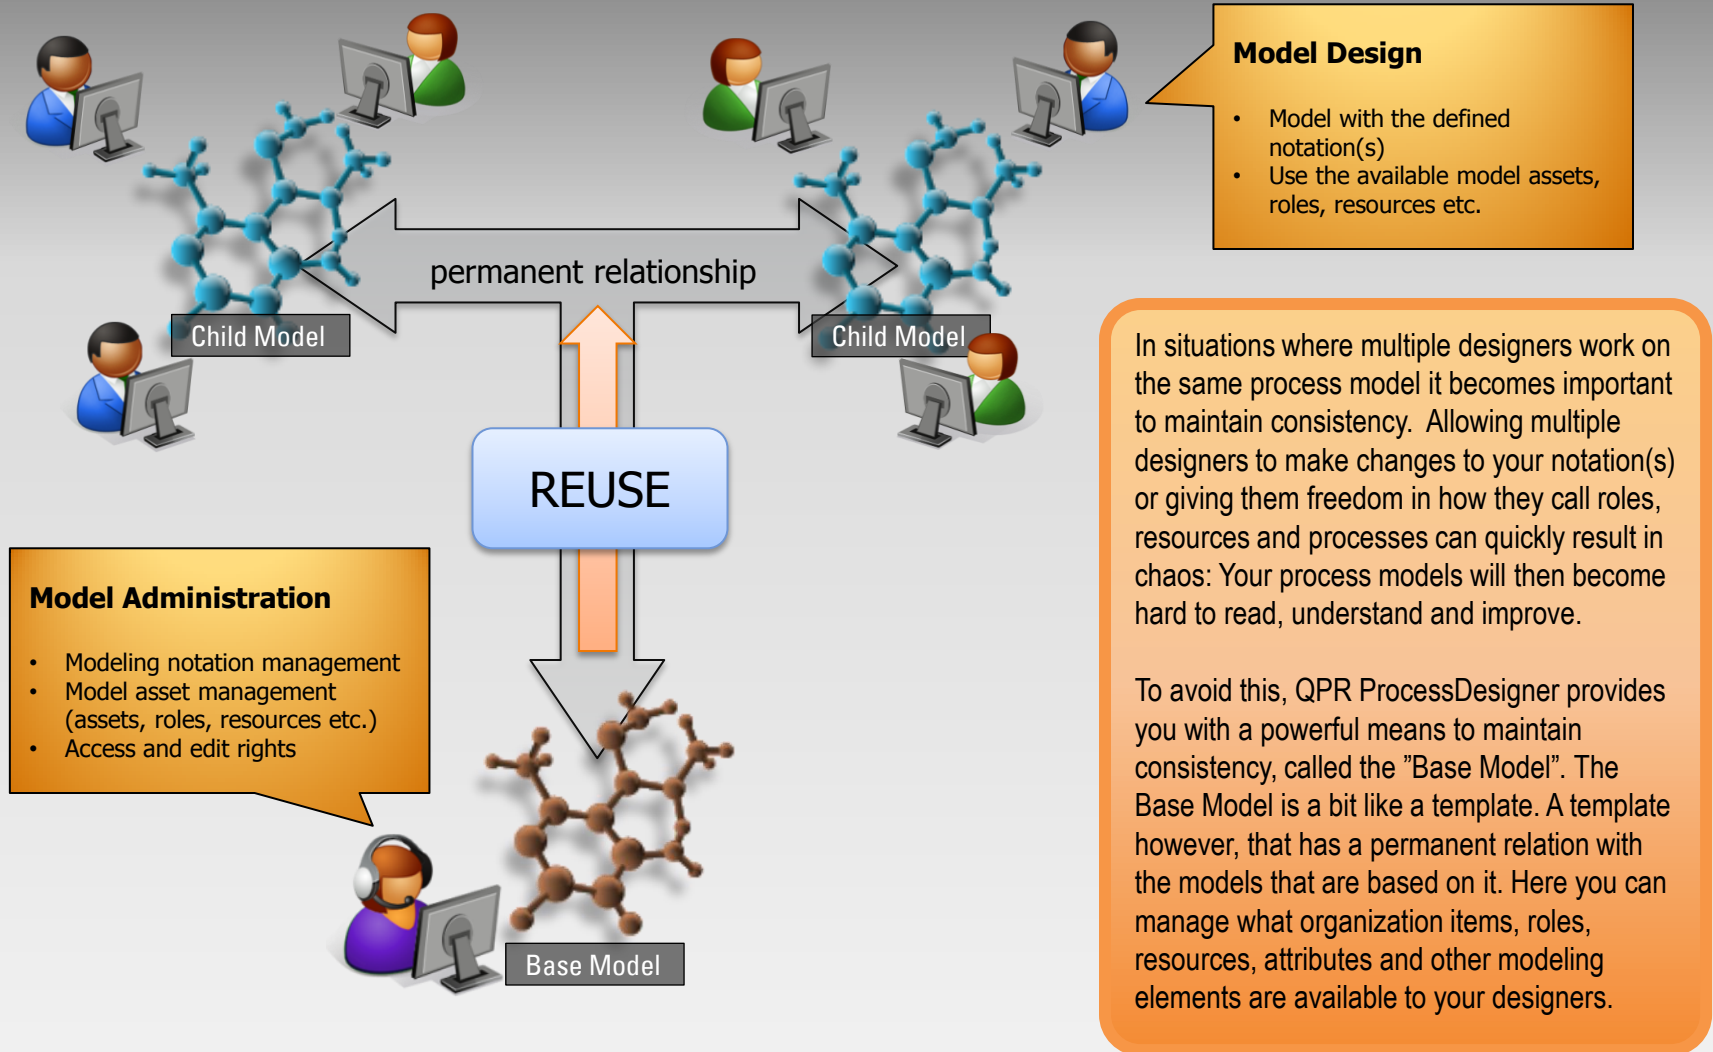 Model Design
• Model with the defined
notation(s)
• Use the available model assets,
roles, resources etc.
permanent relationship
Child Model
Child Model
REUSE
Model Administration
• Modeling notation management
• Model asset management
(assets, roles, resources etc.)
• Access and edit rights
Base Model
In situations where multiple designers work on
the same process model it becomes important
to maintain consistency.  Allowing multiple
designers to make changes to your notation(s)
or giving them freedom in how they call roles,
resources and processes can quickly result in
chaos: Your process models will then become
hard to read, understand and improve.
To avoid this, QPR ProcessDesigner provides
you with a powerful means to maintain
consistency, called the ”Base Model”. The
Base Model is a bit like a template. A template
however, that has a permanent relation with
the models that are based on it. Here you can
manage what organization items, roles,
resources, attributes and other modeling
elements are available to your designers.